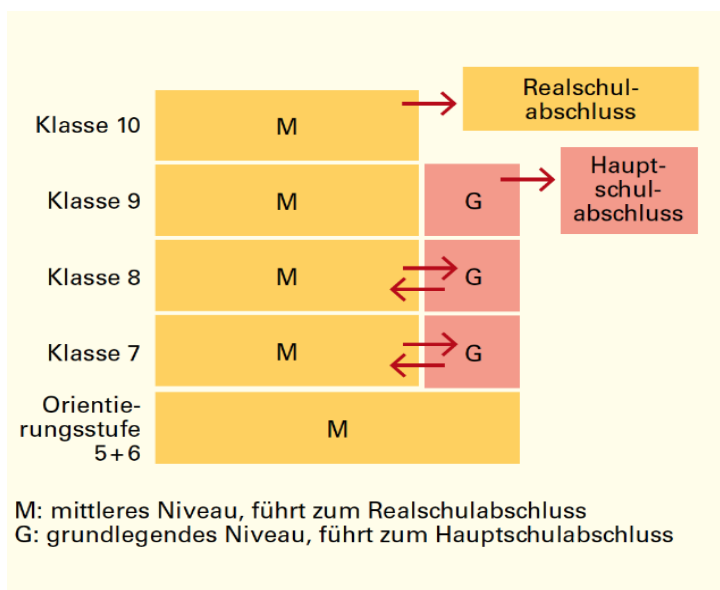 Realschul-
abschluss
Klasse 10
M
Haupt-
schul-
abschluss
Klasse 9
M
G
Klasse 8
M
G
Klasse 7
M
G
Orientie-
rungsstufe
5+6
M
M: mittleres Niveau, führt zum Realschulabschluss
G: grundlegendes Niveau, führt zum Hauptschulabschluss